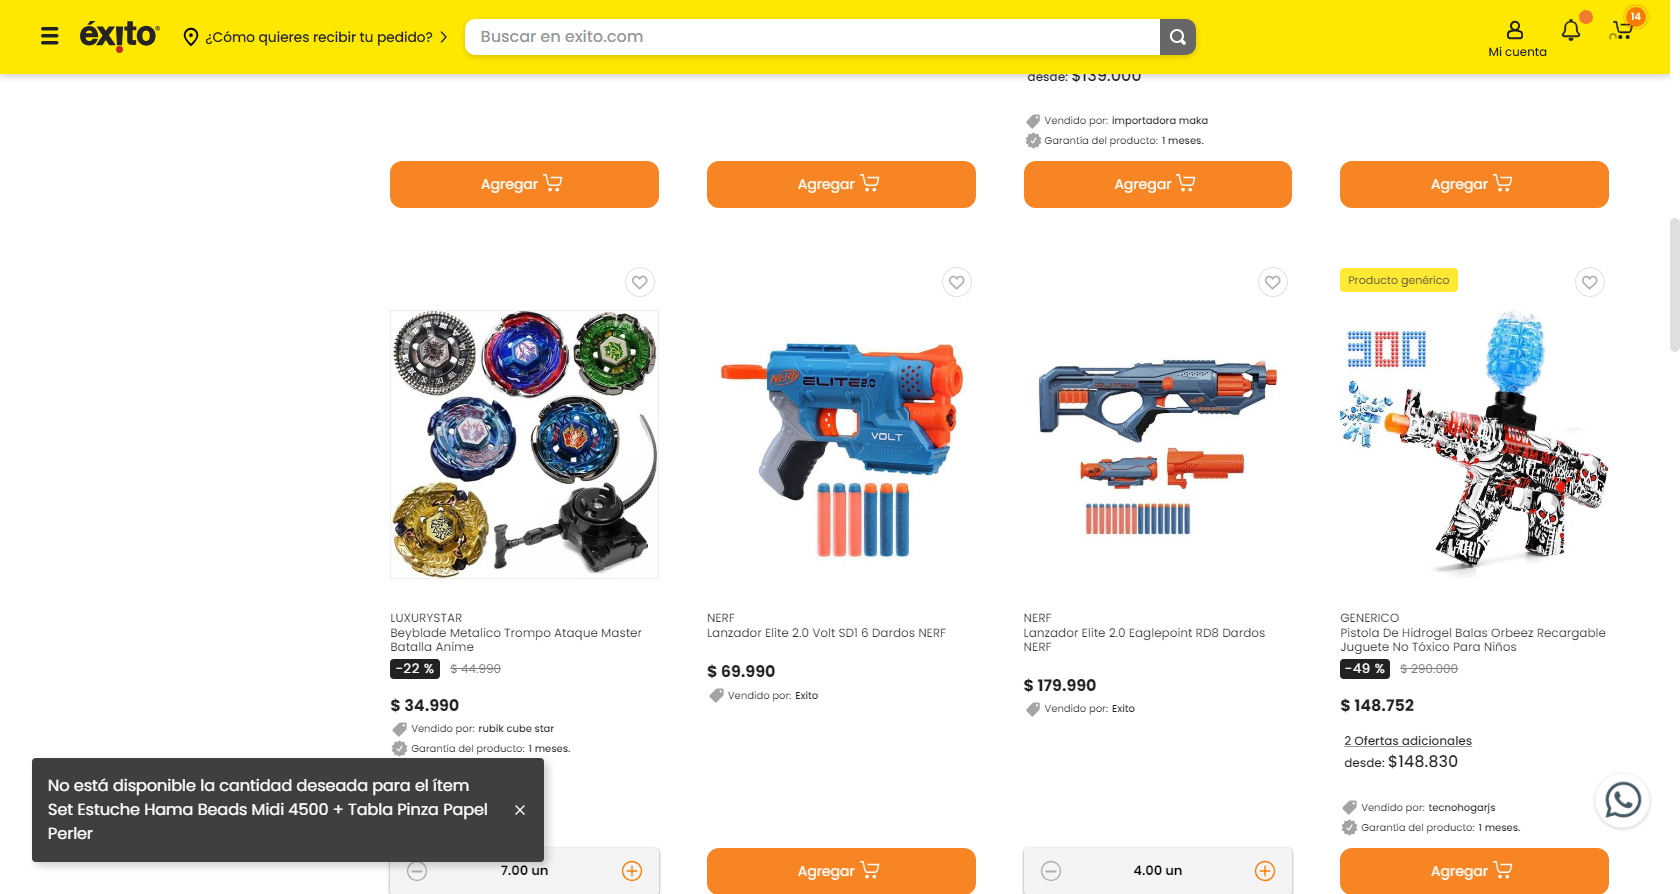 éxito
¿Cómo quieres recibir tu pedido?
Buscar en exito.com
Mi cuenta
14
desde: $139.000
Vendido por: importadora maka
Garantía del producto: 1 meses.
Agregar
Agregar
Agregar
Agregar
Producto genérico
NERF ELITE 2.0
VOLT
300
LUXURYSTAR
Beyblade Metalico Trompo Ataque Master
Batalla Anime
-22 % $ 44.990
$ 34.990
Vendido por: rubik cube star
Garantía del producto: 1 meses.
NERF
Lanzador Elite 2.0 Volt SD1 6 Dardos NERF
$ 69.990
Vendido por: Exito
NERF
Lanzador Elite 2.0 Eaglepoint RD8 Dardos
NERF
$ 179.990
Vendido por: Exito
GENERICO
Pistola De Hidrogel Balas Orbeez Recargable
Juguete No Tóxico Para Niños
-49 % $ 290.000
$ 148.752
2 Ofertas adicionales
desde: $148.830
Vendido por: tecnohogarjs
Garantía del producto: 1 meses.
No está disponible la cantidad deseada para el ítem
Set Estuche Hama Beads Midi 4500 + Tabla Pinza Papel
Perler
7.00 un
Agregar
4.00 un
Agregar